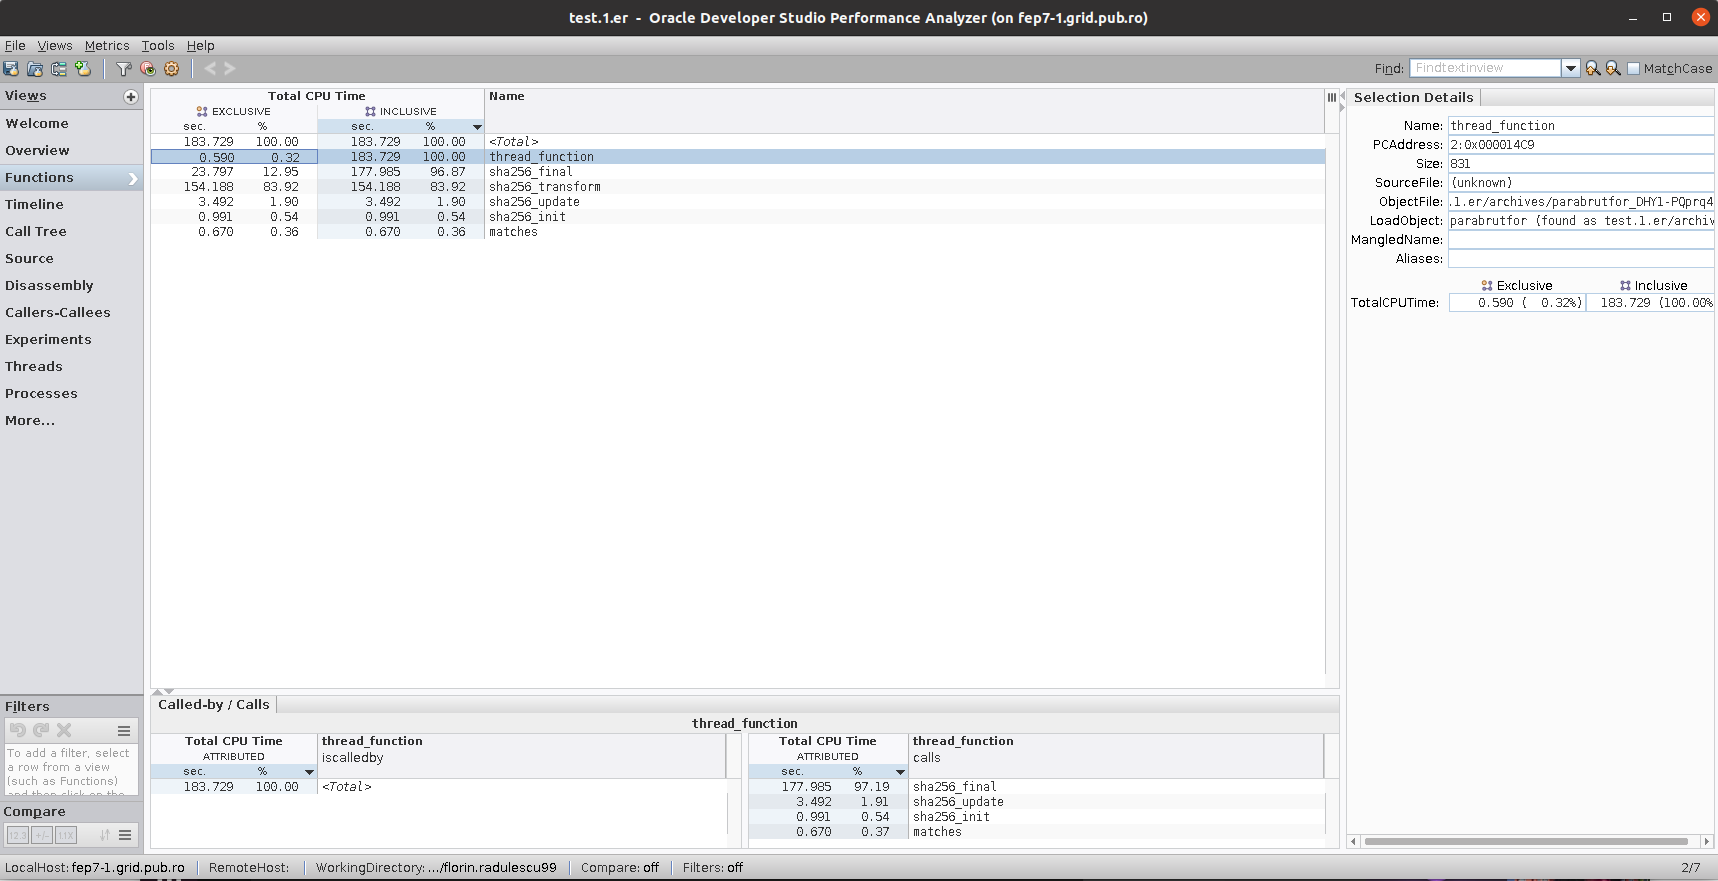 test.1.er - Oracle Developer Studio Performance Analyzer (on fep7-1.grid.pub.ro)
File Views Metrics Tools Help
Find: Findtextinview MatchCase
Views
Welcome
Overview
Functions
Timeline
Call Tree
Source
Disassembly
Callers-Callees
Experiments
Threads
Processes
More...
Filters
To add a filter, select
a row from a view
(such as Functions)
and then click on the
Compare
12.3 +/- 11X
Total CPU Time Name
EXCLUSIVE INCLUSIVE
sec. % sec. %
183.729 100.00 183.729 100.00 <Total>
0.590 0.32 183.729 100.00 thread_function
23.797 12.95 177.985 96.87 sha256_final
154.188 83.92 154.188 83.92 sha256_transform
3.492 1.90 3.492 1.90 sha256_update
0.991 0.54 0.991 0.54 sha256_init
0.670 0.36 0.670 0.36 matches
Called-by / Calls
thread_function
Total CPU Time thread_function
ATTRIBUTED iscalledby
sec. %
183.729 100.00 <Total>
Total CPU Time thread_function
ATTRIBUTED calls
sec. %
177.985 97.19 sha256_final
3.492 1.91 sha256_update
0.991 0.54 sha256_init
0.670 0.37 matches
Selection Details
Name: thread_function
PCAddress: 2:0x000014C9
Size: 831
SourceFile: (unknown)
ObjectFile: .1.er/archives/parabrutfor_DHYl-PQprq4
LoadObject: parabrutfor (found as test.1.er/archiv
MangledName:
Aliases:
Exclusive Inclusive
TotalCPUTime: 0.590 ( 0.32%) 183.729 (100.00%
LocalHost: fep7-1.grid.pub.ro RemoteHost: WorkingDirectory: .../florin.radulescu99 Compare: off Filters: off 2/7